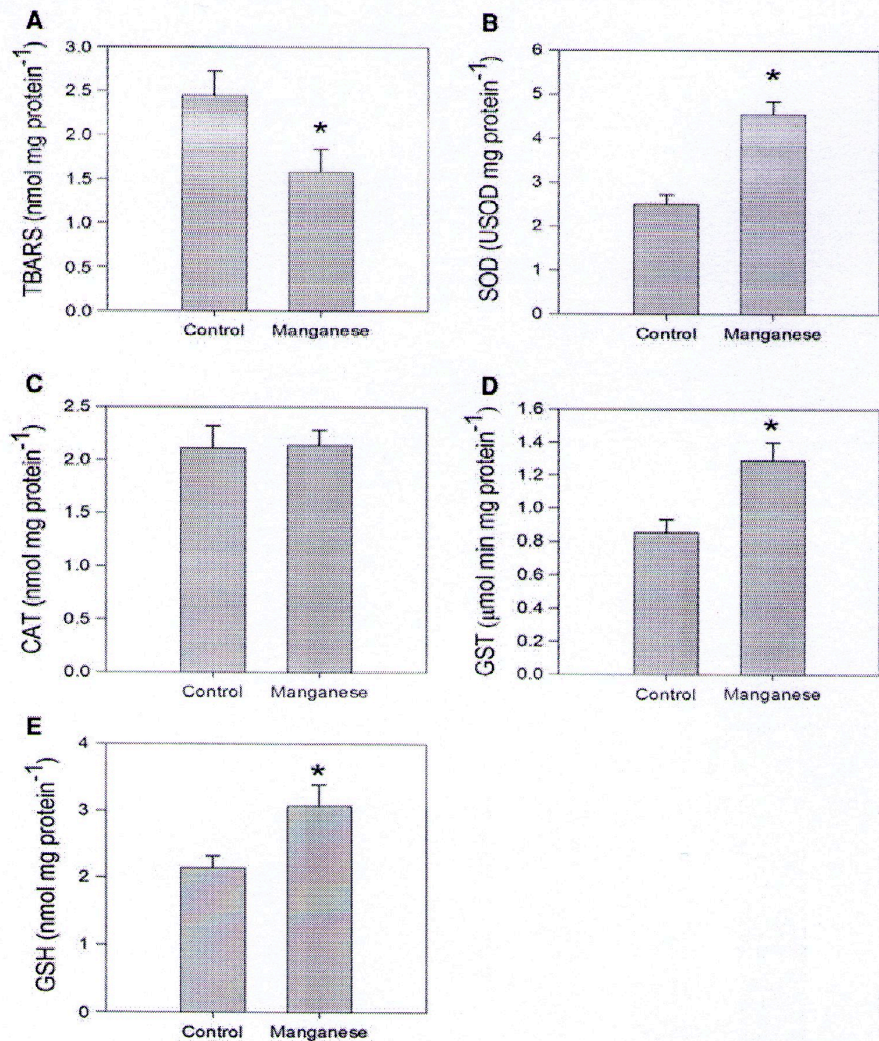 A
TBARS (nmol mg protein⁻¹)
3.0
2.5
2.0
1.5
1.0
0.5
0.0
*
Control Manganese
B
SOD (USOD mg protein⁻¹)
6
5
4
3
2
1
0
*
Control Manganese
C
CAT (nmol mg protein⁻¹)
2.5
2.0
1.5
1.0
0.5
0.0
Control Manganese
D
GST (μmol min mg protein⁻¹)
1.6
1.4
1.2
1.0
0.8
0.6
0.4
0.2
0.0
*
Control Manganese
E
GSH (nmol mg protein⁻¹)
4
3
2
1
0
*
Control Manganese